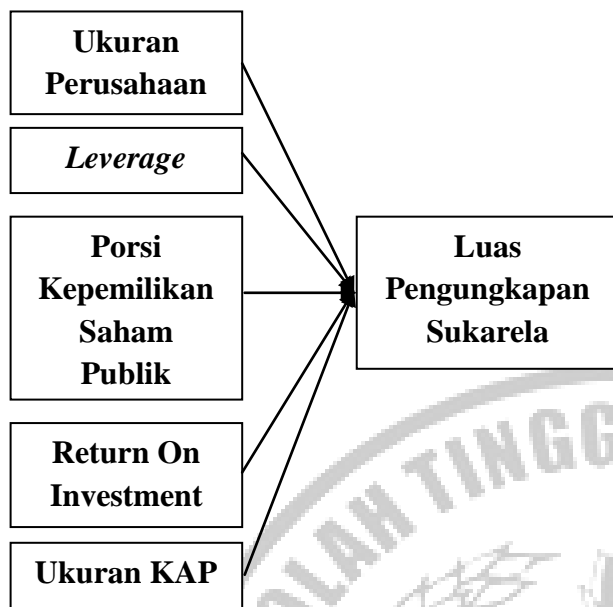 Ukuran
Perusahaan
Leverage
Porsi
Kepemilikan
Saham
Publik
Luas
Pengungkapan
Sukarela
Return On
Investment
Ukuran KAP